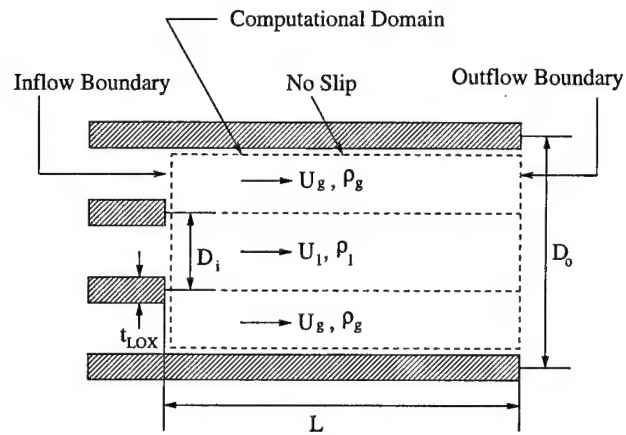 Computational Domain
Inflow Boundary
No Slip
Outflow Boundary
U_g , ρ_g
D_i
U_l , ρ_l
D_o
U_g , ρ_g
t_LOX
L